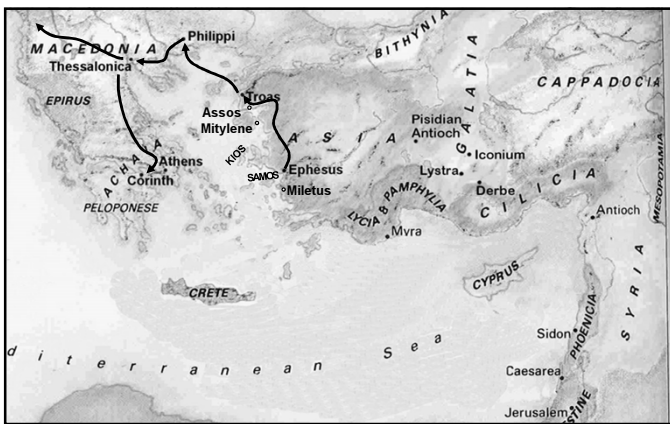 BITHYNIA
Philippi
MACEDONIA
Thessalonica
GALATIA
CAPPADOCIA
EPIRUS
Troas
Assos
Mitylene
ASIA
Pisidian
Antioch
MESOPOTAMIA
KIOS
ACHAIA
Athens
Corinth
Ephesus
SAMOS
Miletus
Iconium
Lystra
Derbe
CILICIA
LYCIA & PAMPHYLIA
PELOPONESE
Antioch
Myra
CYPRUS
SYRIA
CRETE
PHOENICIA
Sidon
diterranean Sea
Caesarea
Jerusalem
STINE